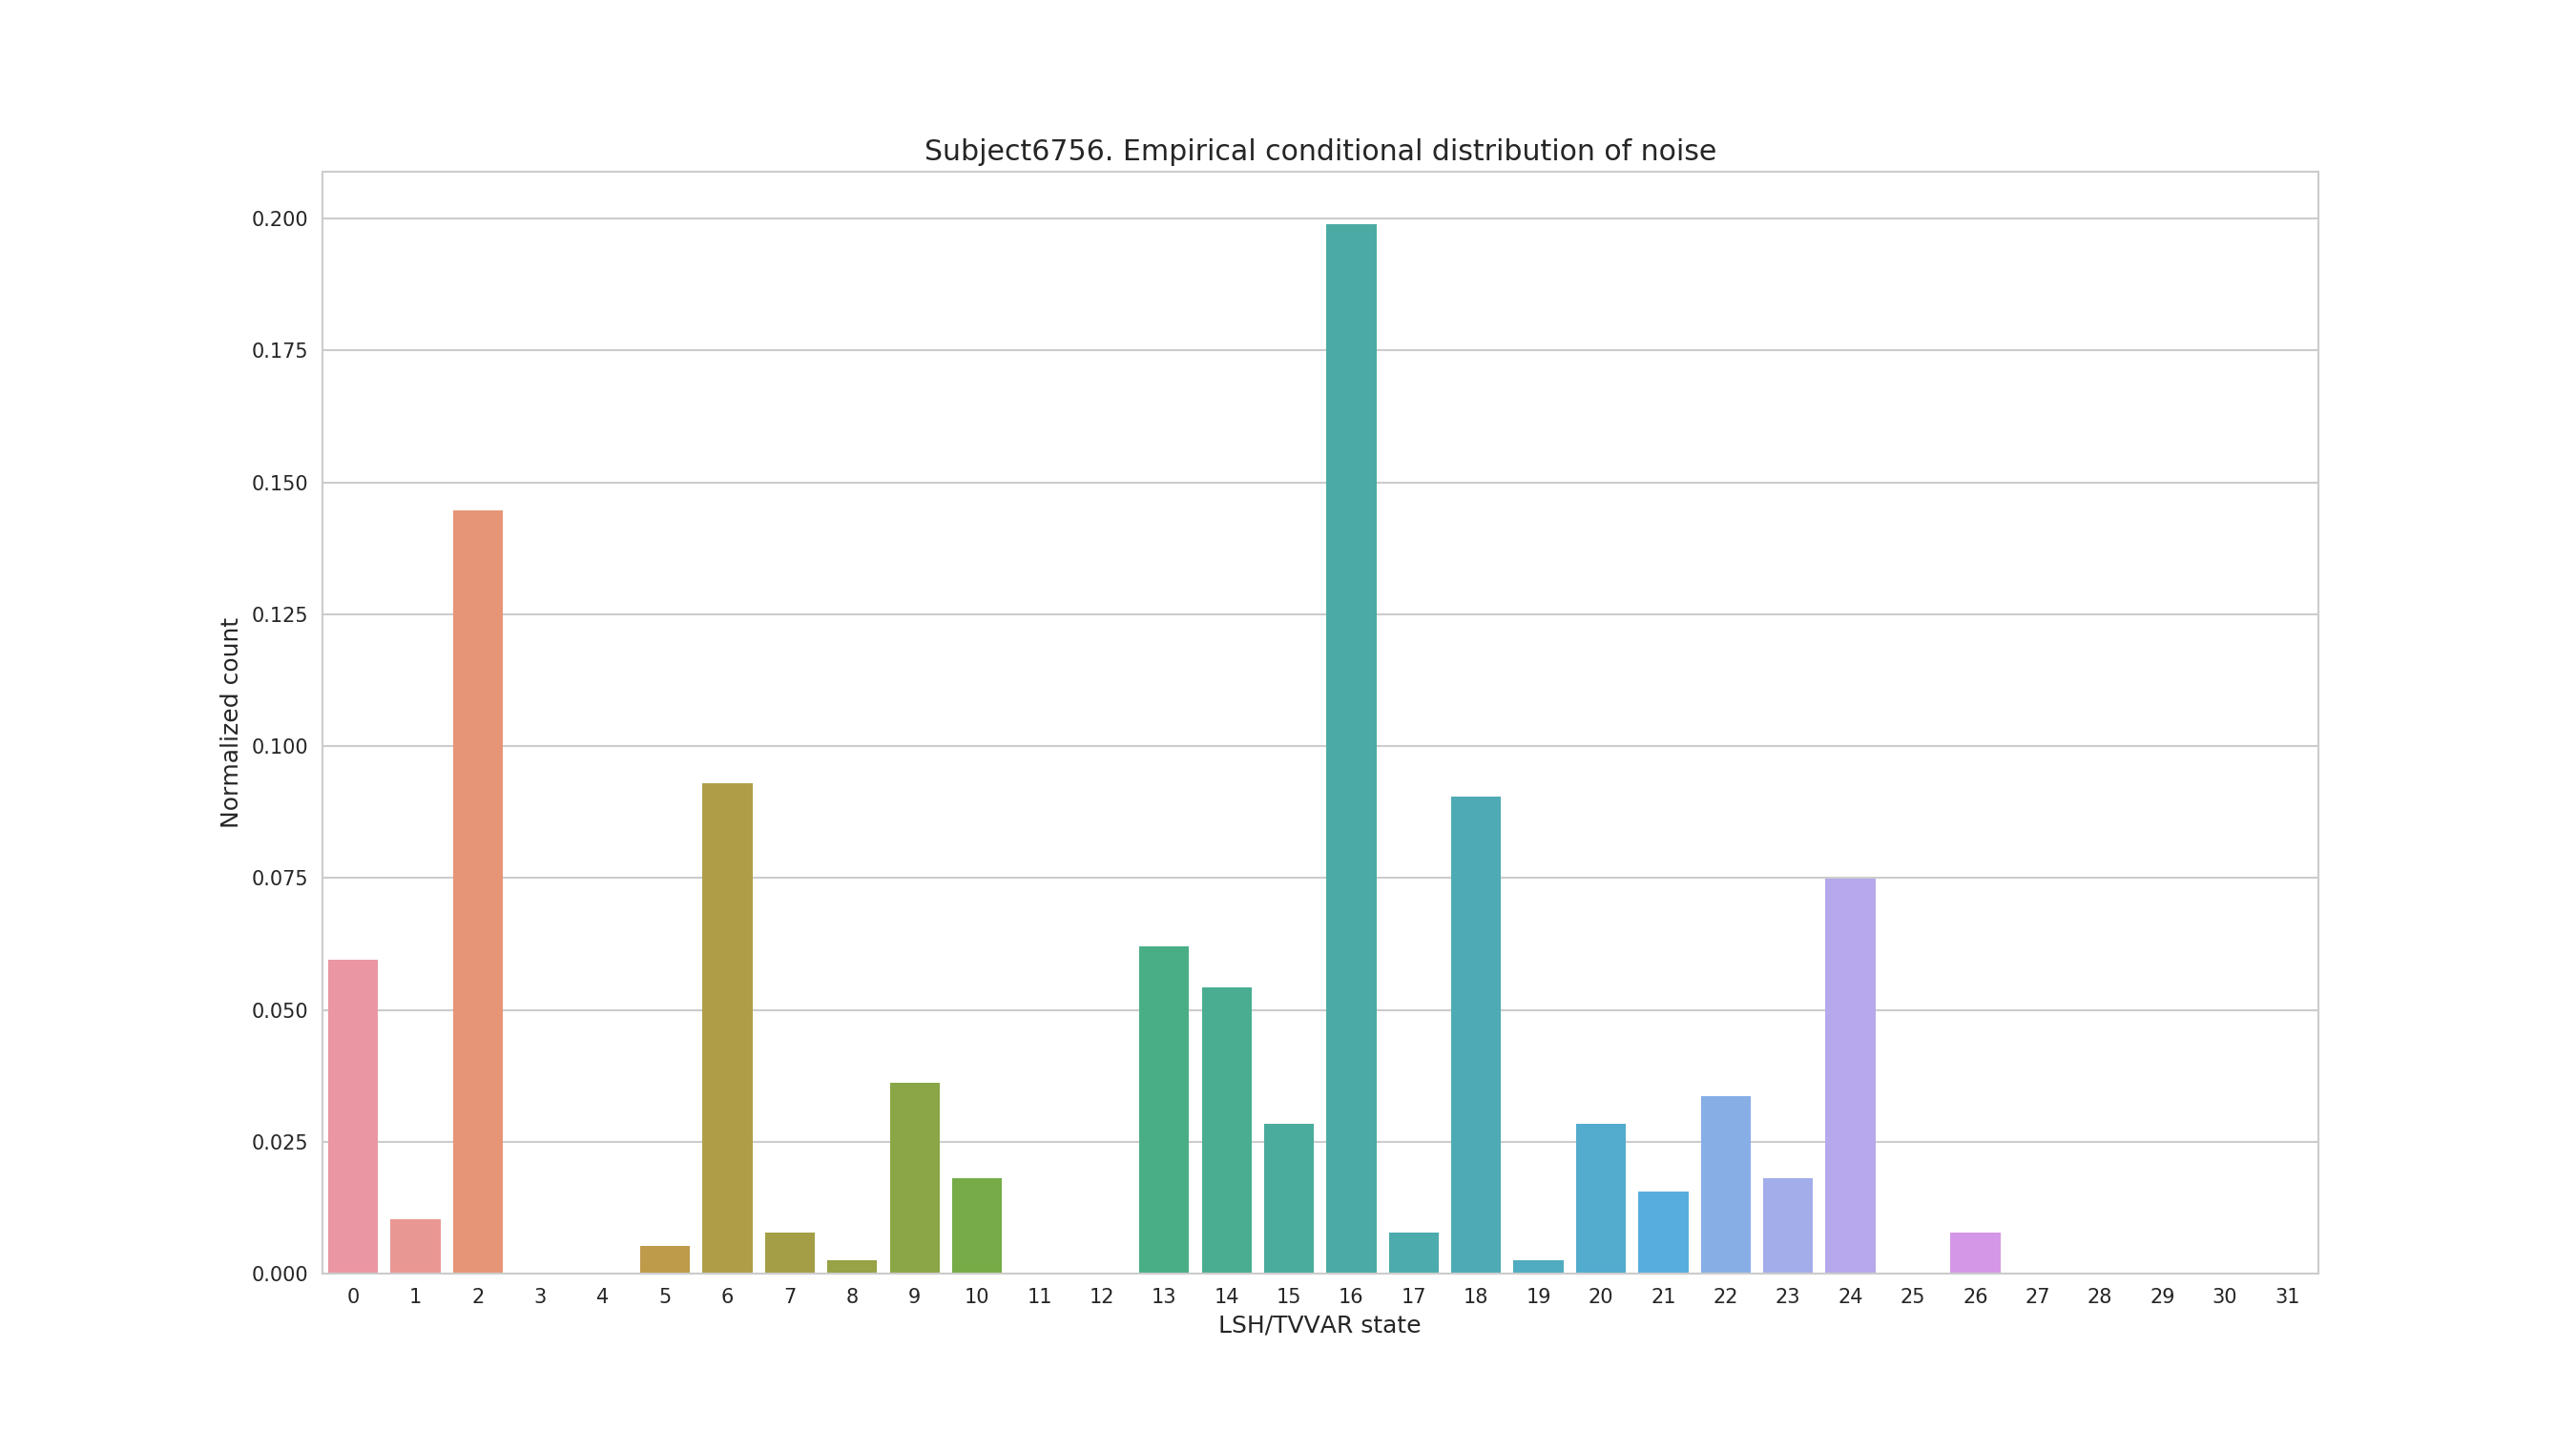 Subject6756. Empirical conditional distribution of noise
0.200
0.175
0.150
0.125
0.100
0.075
0.050
0.025
0.000
Normalized count
0 1 2 3 4 5 6 7 8 9 10 11 12 13 14 15 16 17 18 19 20 21 22 23 24 25 26 27 28 29 30 31
LSH/TVVAR state